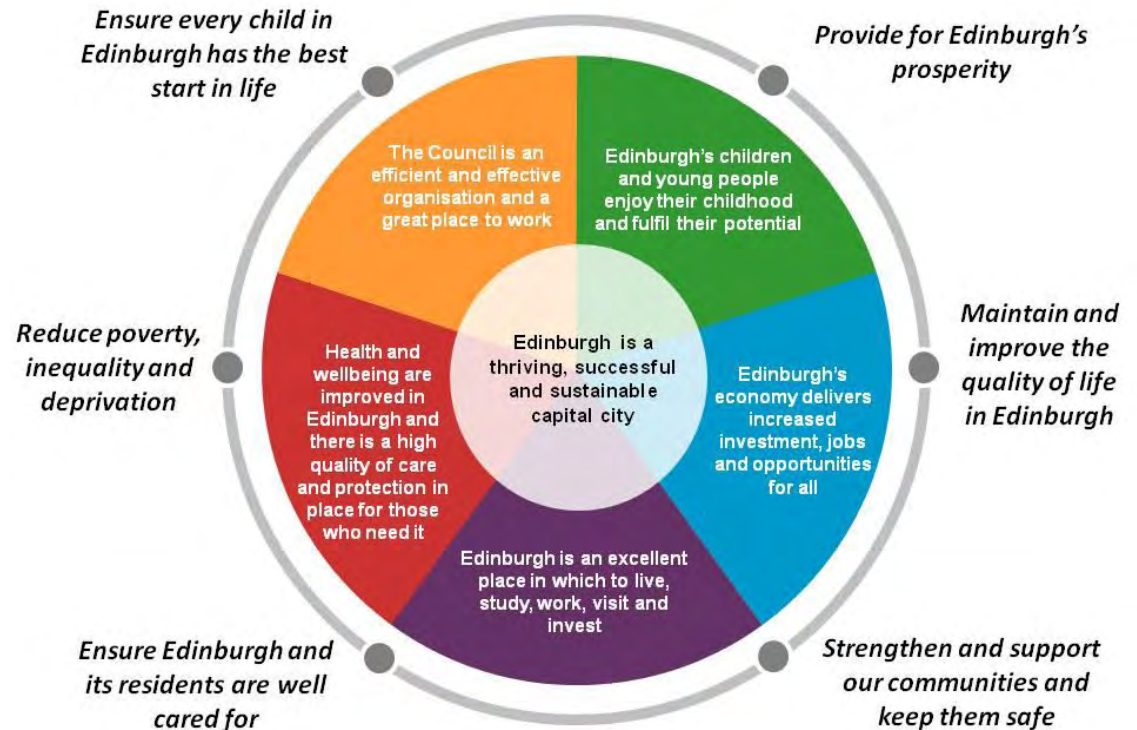 Ensure every child in
Edinburgh has the best
start in life
Provide for Edinburgh’s
prosperity
The Council is an
efficient and effective
organisation and a
great place to work
Edinburgh’s children
and young people
enjoy their childhood
and fulfil their potential
Reduce poverty,
inequality and
deprivation
Health and
wellbeing are
improved in
Edinburgh and
there is a high
quality of care
and protection in
place for those
who need it
Edinburgh is a
thriving, successful
and sustainable
capital city
Edinburgh’s
economy delivers
increased
investment, jobs
and opportunities
for all
Maintain and
improve the
quality of life
in Edinburgh
Edinburgh is an excellent
place in which to live,
study, work, visit and
invest
Ensure Edinburgh and
its residents are well
cared for
Strengthen and support
our communities and
keep them safe